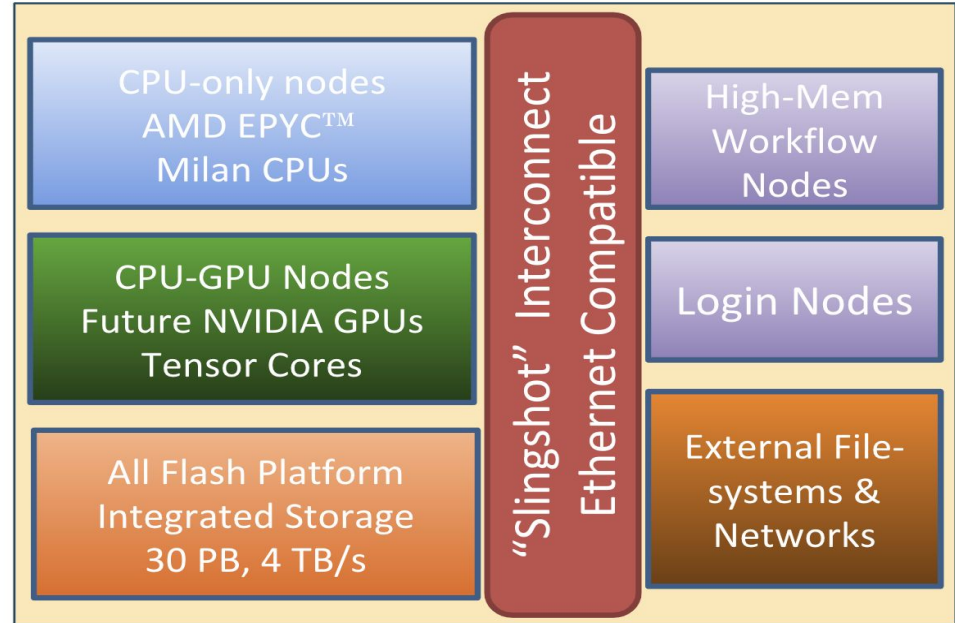 CPU-only nodes
AMD EPYC™
Milan CPUs
CPU-GPU Nodes
Future NVIDIA GPUs
Tensor Cores
All Flash Platform
Integrated Storage
30 PB, 4 TB/s
“Slingshot” Interconnect
Ethernet Compatible
High-Mem
Workflow
Nodes
Login Nodes
External File-
systems &
Networks